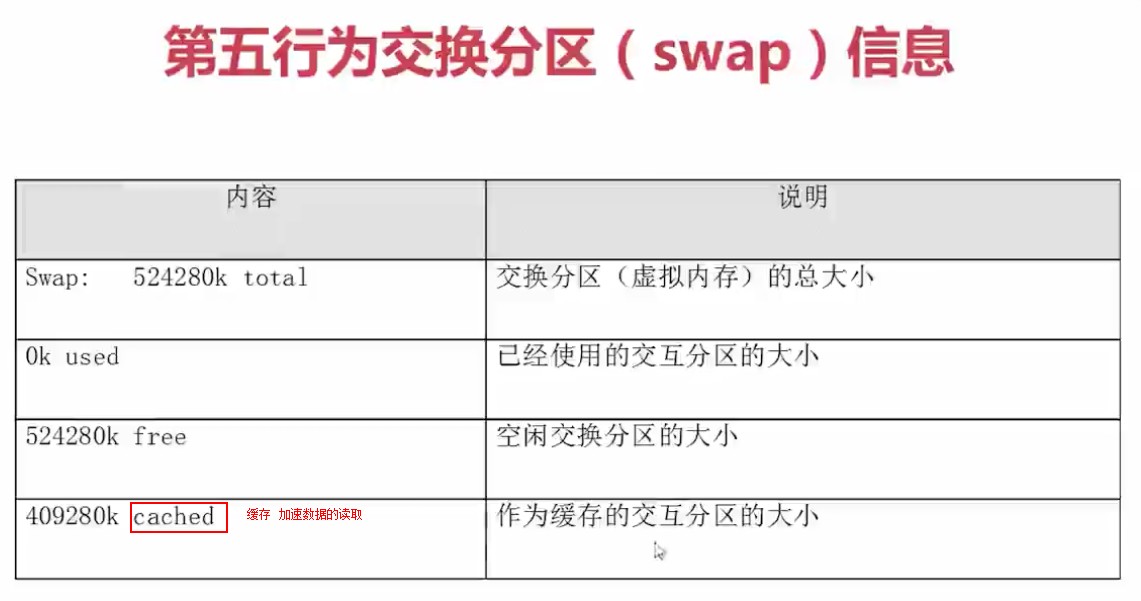 第五行为交换分区（swap）信息
内容 说明
Swap: 524280k total 交换分区（虚拟内存）的总大小
0k used 已经使用的交互分区的大小
524280k free 空闲交换分区的大小
409280k cached 缓存 加速数据的读取 作为缓存的交互分区的大小